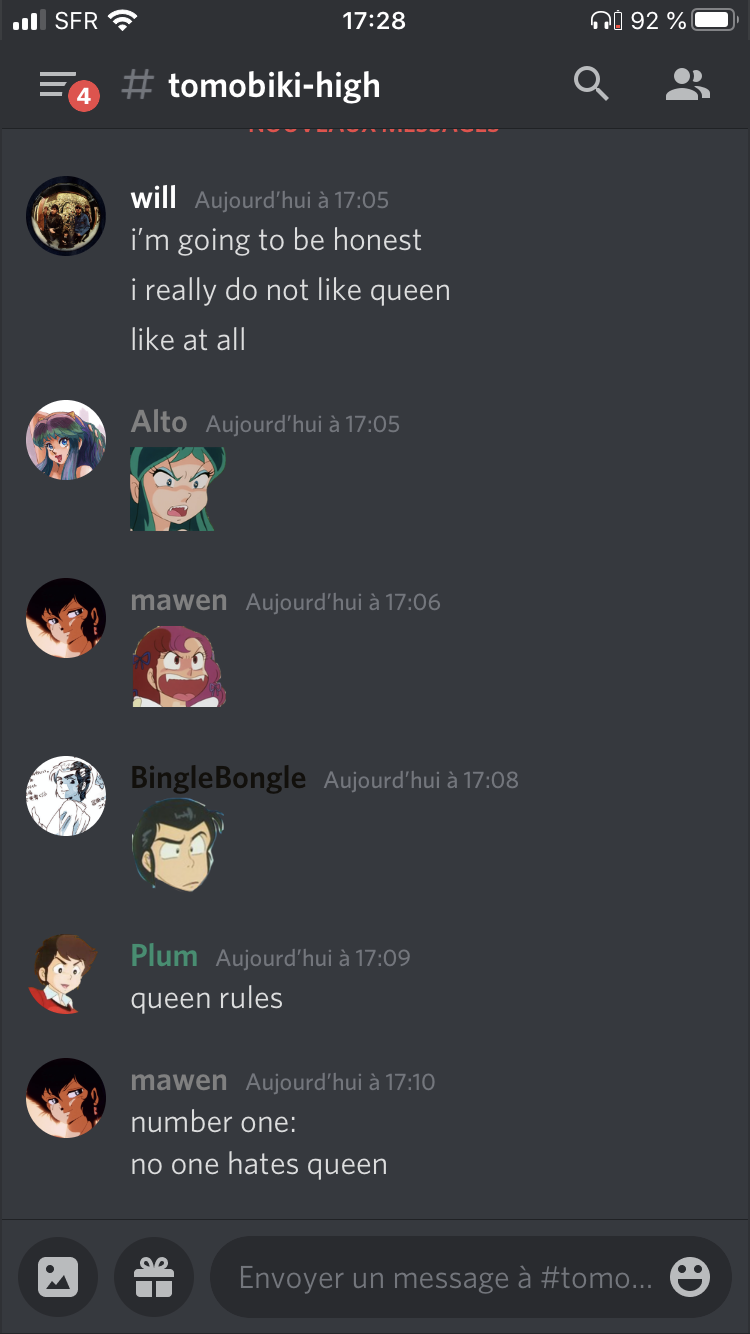 SFR 17:28 92 %
4 # tomobiki-high
NOUVEAUX MESSAGES
will Aujourd’hui à 17:05
i’m going to be honest
i really do not like queen
like at all
Alto Aujourd’hui à 17:05
mawen Aujourd’hui à 17:06
BingleBongle Aujourd’hui à 17:08
Plum Aujourd’hui à 17:09
queen rules
mawen Aujourd’hui à 17:10
number one:
no one hates queen
Envoyer un message à #tomo...